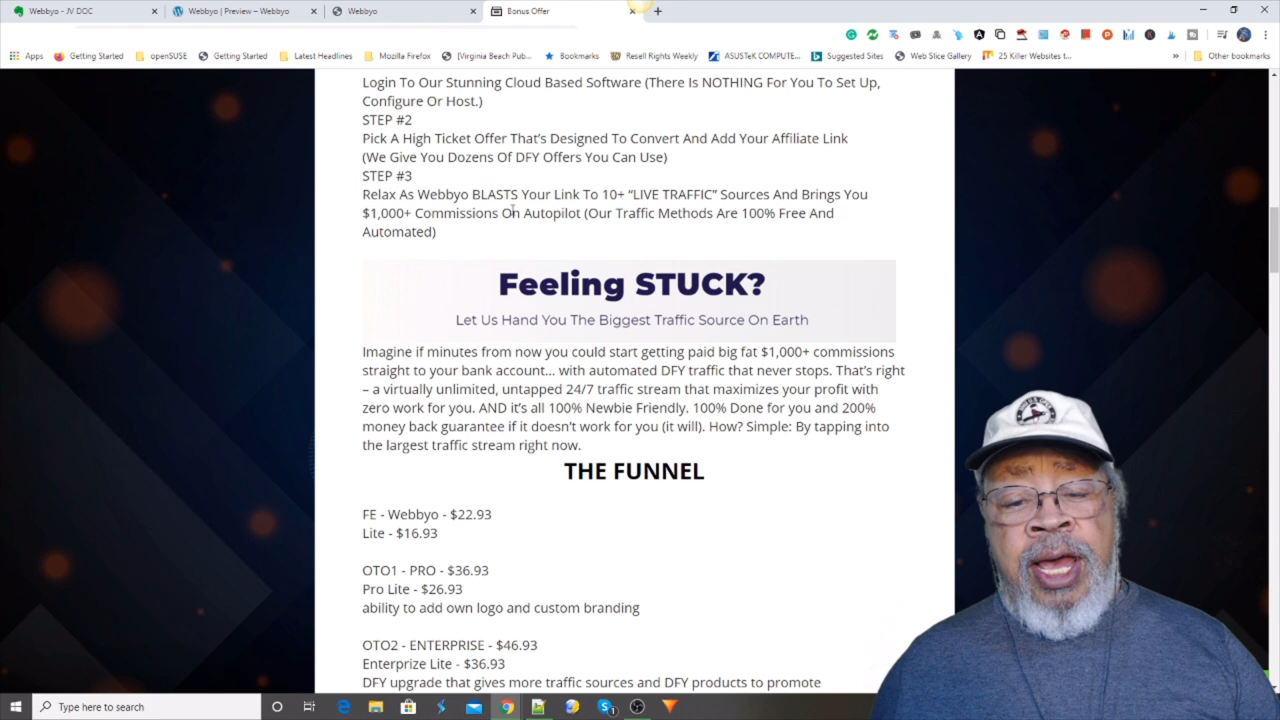 Webbyo - JV DOC
Webbyo | Preview – Webbyo
Webbyo
Bonus Offer
Apps
Getting Started
openSUSE
Getting Started
Latest Headlines
Mozilla Firefox
[Virginia Beach Pub...
Bookmarks
Resell Rights Weekly
ASUSTeK COMPUTE...
Suggested Sites
Web Slice Gallery
25 Killer Websites t...
Other bookmarks
Login To Our Stunning Cloud Based Software (There Is NOTHING For You To Set Up,
Configure Or Host.)
STEP #2
Pick A High Ticket Offer That's Designed To Convert And Add Your Affiliate Link
(We Give You Dozens Of DFY Offers You Can Use)
STEP #3
Relax As Webbyo BLASTS Your Link To 10+ “LIVE TRAFFIC” Sources And Brings You
$1,000+ Commissions On Autopilot (Our Traffic Methods Are 100% Free And
Automated)
Feeling STUCK?
Let Us Hand You The Biggest Traffic Source On Earth
Imagine if minutes from now you could start getting paid big fat $1,000+ commissions
straight to your bank account… with automated DFY traffic that never stops. That's right
– a virtually unlimited, untapped 24/7 traffic stream that maximizes your profit with
zero work for you. AND it's all 100% Newbie Friendly. 100% Done for you and 200%
money back guarantee if it doesn't work for you (it will). How? Simple: By tapping into
the largest traffic stream right now.
THE FUNNEL
FE - Webbyo - $22.93
Lite - $16.93
OTO1 - PRO - $36.93
Pro Lite - $26.93
ability to add own logo and custom branding
OTO2 - ENTERPRISE - $46.93
Enterprize Lite - $36.93
DFY upgrade that gives more traffic sources and DFY products to promote
Type here to search